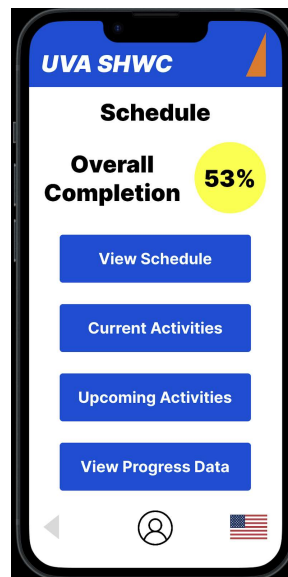 UVA SHWC
Schedule
Overall
Completion
53%
View Schedule
Current Activities
Upcoming Activities
View Progress Data